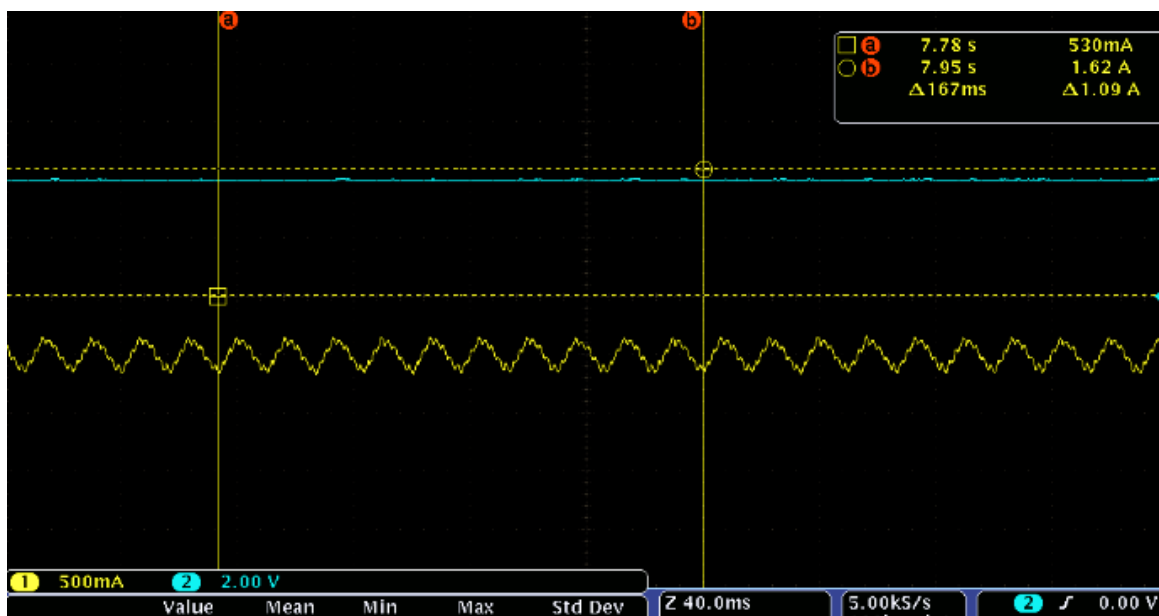 a b
a 7.78 s 530mA
b 7.95 s 1.62 A
Δ167ms Δ1.09 A
1 500mA 2 2.00 V
Value Mean Min Max Std Dev
Z 40.0ms
5.00kS/s
2 0.00 V